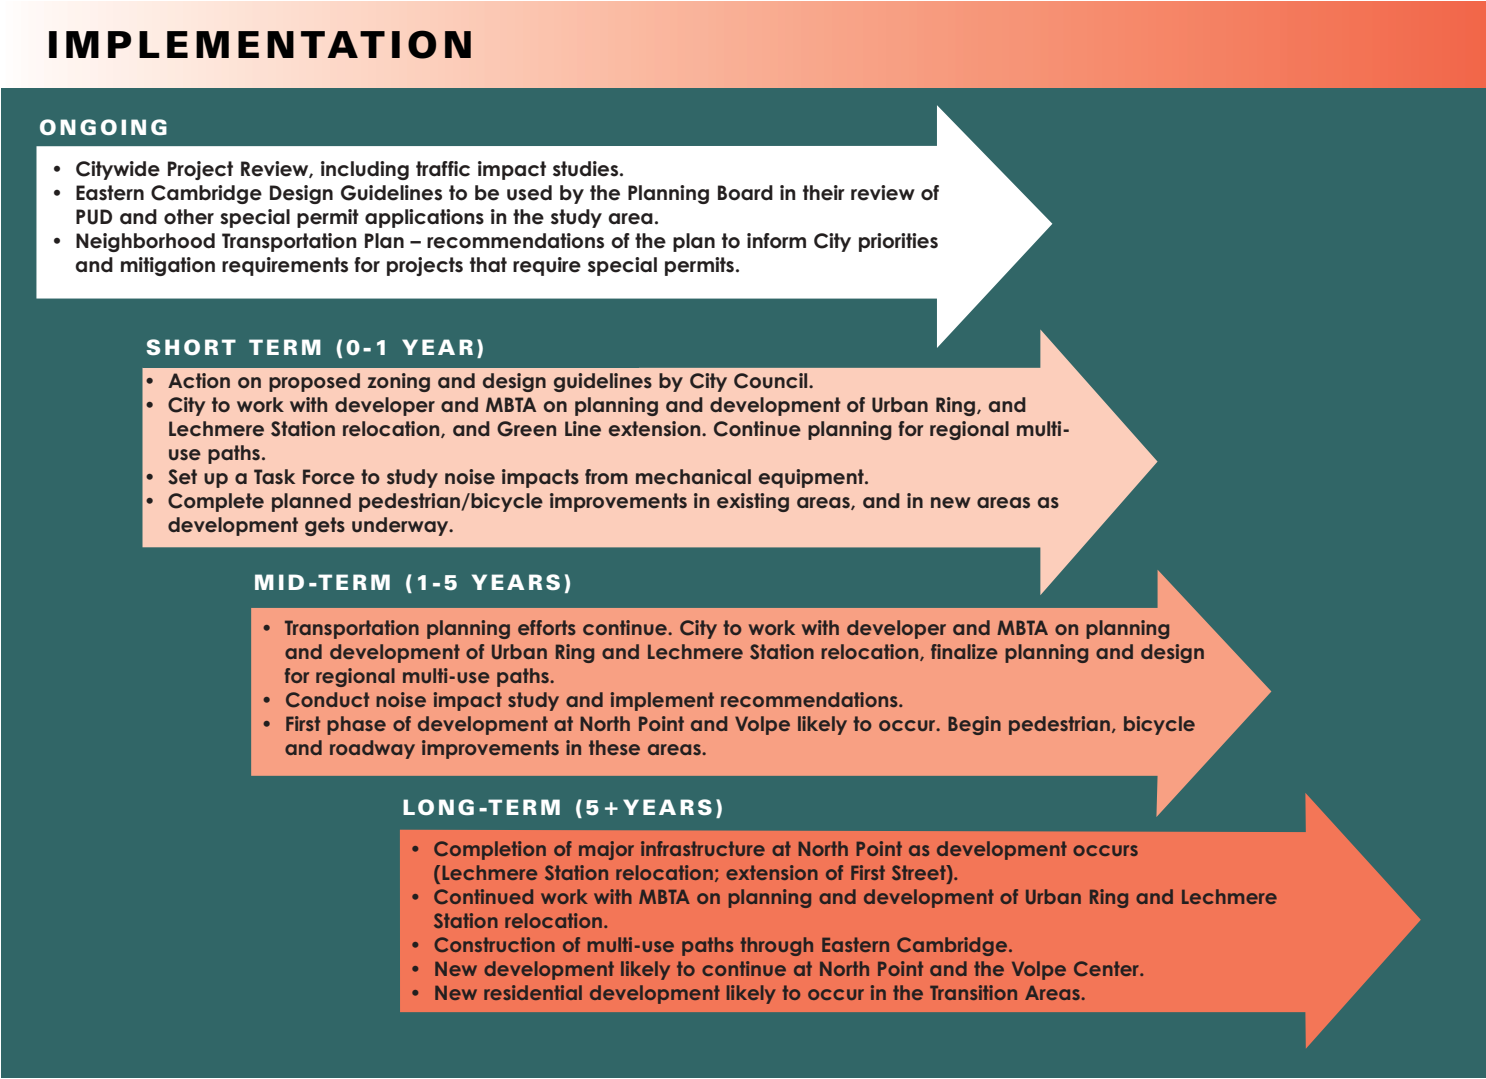 IMPLEMENTATION
ONGOING
• Citywide Project Review, including traffic impact studies.
• Eastern Cambridge Design Guidelines to be used by the Planning Board in their review of
PUD and other special permit applications in the study area.
• Neighborhood Transportation Plan – recommendations of the plan to inform City priorities
and mitigation requirements for projects that require special permits.
SHORT TERM (0-1 YEAR)
• Action on proposed zoning and design guidelines by City Council.
• City to work with developer and MBTA on planning and development of Urban Ring, and
Lechmere Station relocation, and Green Line extension. Continue planning for regional multi-
use paths.
• Set up a Task Force to study noise impacts from mechanical equipment.
• Complete planned pedestrian/bicycle improvements in existing areas, and in new areas as
development gets underway.
MID-TERM (1-5 YEARS)
• Transportation planning efforts continue. City to work with developer and MBTA on planning
and development of Urban Ring and Lechmere Station relocation, finalize planning and design
for regional multi-use paths.
• Conduct noise impact study and implement recommendations.
• First phase of development at North Point and Volpe likely to occur. Begin pedestrian, bicycle
and roadway improvements in these areas.
LONG-TERM (5+YEARS)
• Completion of major infrastructure at North Point as development occurs
(Lechmere Station relocation; extension of First Street).
• Continued work with MBTA on planning and development of Urban Ring and Lechmere
Station relocation.
• Construction of multi-use paths through Eastern Cambridge.
• New development likely to continue at North Point and the Volpe Center.
• New residential development likely to occur in the Transition Areas.